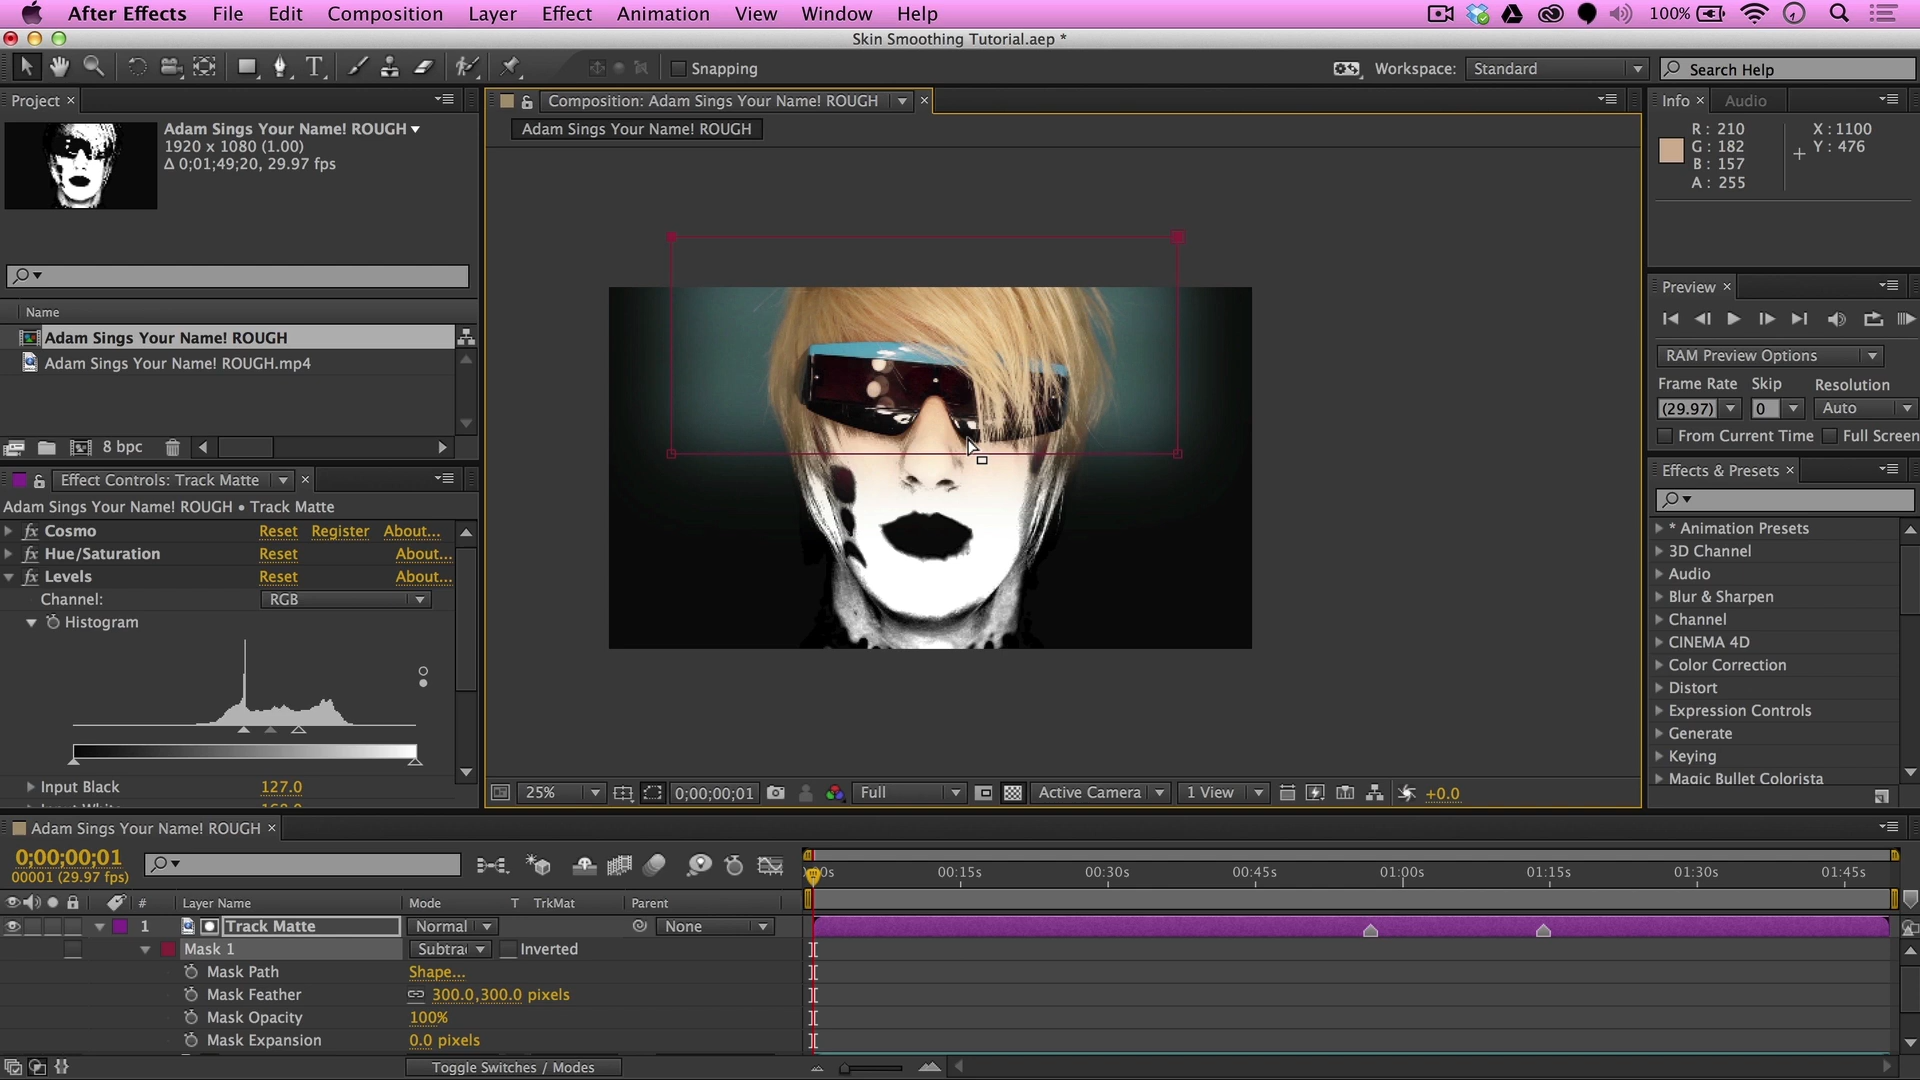 After Effects File Edit Composition Layer Effect Animation View Window Help 100%
Skin Smoothing Tutorial.aep *
Snapping Workspace: Standard Search Help
Project
Adam Sings Your Name! ROUGH
1920 x 1080 (1.00)
Δ 0;01;49;20, 29.97 fps
Name
Adam Sings Your Name! ROUGH
Adam Sings Your Name! ROUGH.mp4
8 bpc
Effect Controls: Track Matte
Adam Sings Your Name! ROUGH • Track Matte
fx Cosmo Reset Register About...
fx Hue/Saturation Reset About...
fx Levels Reset About...
Channel: RGB
Histogram
Input Black 127.0
Composition: Adam Sings Your Name! ROUGH
Adam Sings Your Name! ROUGH
25% 0;00;00;01 Full Active Camera 1 View +0.0
Info Audio
R : 210 X : 1100
G : 182 Y : 476
B : 157
A : 255
Preview
RAM Preview Options
Frame Rate Skip Resolution
(29.97) 0 Auto
From Current Time Full Screen
Effects & Presets
* Animation Presets
3D Channel
Audio
Blur & Sharpen
Channel
CINEMA 4D
Color Correction
Distort
Expression Controls
Generate
Keying
Magic Bullet Colorista
Adam Sings Your Name! ROUGH
0;00;00;01
00001 (29.97 fps)
00:15s 00:30s 00:45s 01:00s 01:15s 01:30s 01:45s
# Layer Name Mode T TrkMat Parent
1 Track Matte Normal None
Mask 1 Subtra Inverted
Mask Path Shape...
Mask Feather 300.0,300.0 pixels
Mask Opacity 100%
Mask Expansion 0.0 pixels
Toggle Switches / Modes